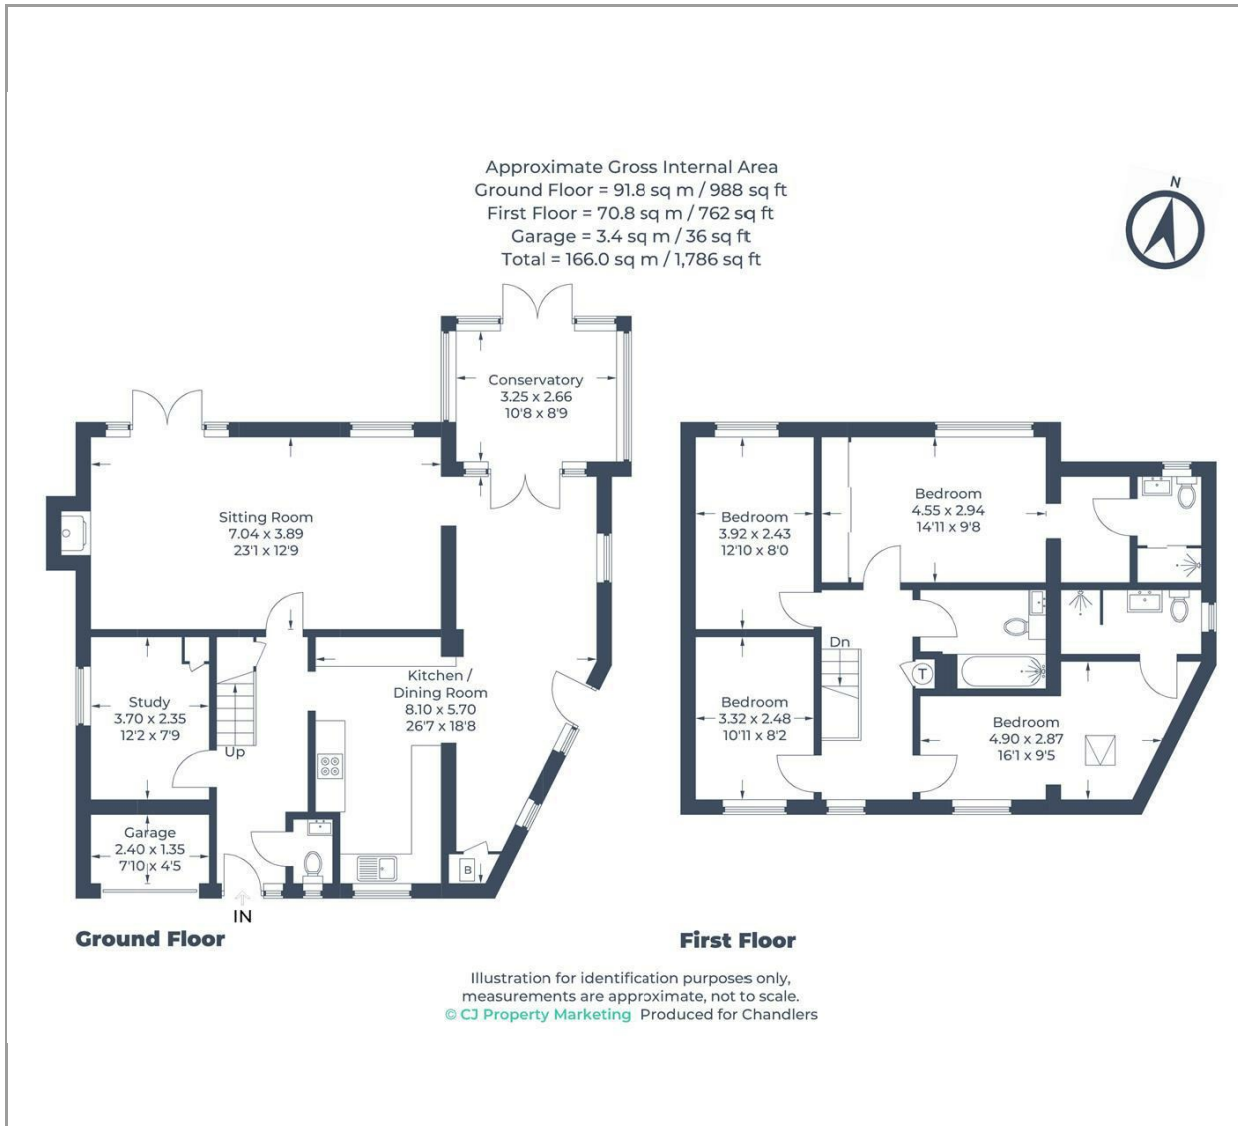 Approximate Gross Internal Area
Ground Floor = 91.8 sq m / 988 sq ft
First Floor = 70.8 sq m / 762 sq ft
Garage = 3.4 sq m / 36 sq ft
Total = 166.0 sq m / 1,786 sq ft
N
Conservatory
3.25 x 2.66
10'8 x 8'9
Sitting Room
7.04 x 3.89
23'1 x 12'9
Kitchen /
Dining Room
8.10 x 5.70
26'7 x 18'8
Study
3.70 x 2.35
12'2 x 7'9
Up
Garage
2.40 x 1.35
7'10 x 4'5
B
IN
Ground Floor
Bedroom
3.92 x 2.43
12'10 x 8'0
Bedroom
4.55 x 2.94
14'11 x 9'8
Dn
T
Bedroom
3.32 x 2.48
10'11 x 8'2
Bedroom
4.90 x 2.87
16'1 x 9'5
First Floor
Illustration for identification purposes only,
measurements are approximate, not to scale.
© CJ Property Marketing Produced for Chandlers